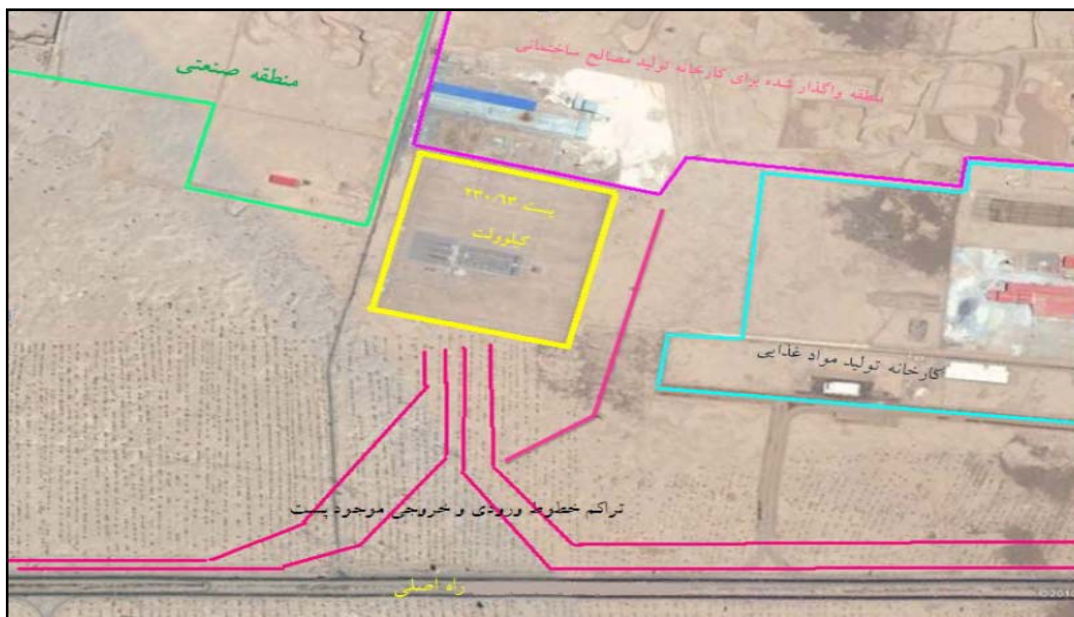 منطقه واگذار شده برای کارخانه تولید مصالح ساختمانی
منطقه صنعتی
پست ۲۳۰/۶۳
کیلوولت
کارخانه تولید مواد غذایی
تراکم خطوط ورودی و خروجی موجود پست
راه اصلی